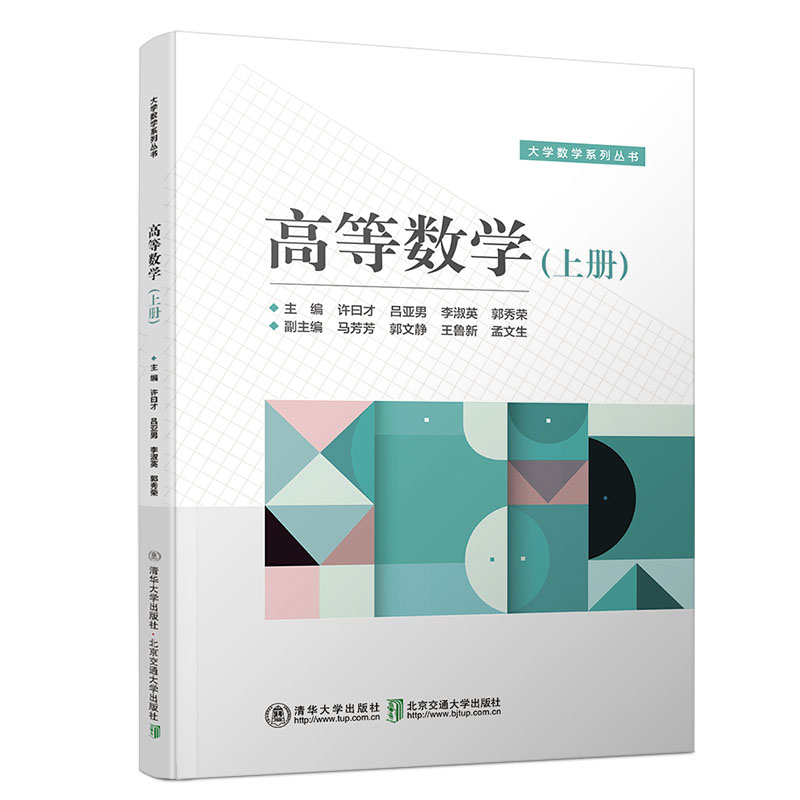 大学数学系列丛书
高等数学(上册)
主编 许曰才 吕亚男 李淑英 郭秀荣
副主编 马芳芳 郭文静 王鲁新 孟文生
清华大学出版社
http://www.tup.com.cn
北京交通大学出版社
http://www.bjtup.com.cn
大学数学系列丛书
高等数学(上册)
主编 许曰才 吕亚男 李淑英 郭秀荣
清华大学出版社·北京交通大学出版社